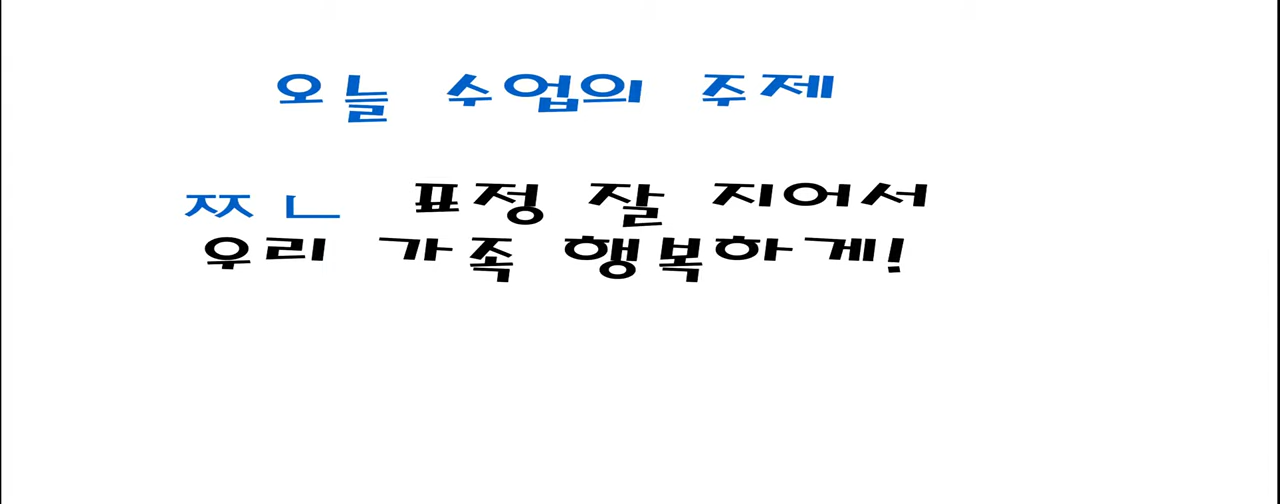 오늘 수업의 주제
ㅉ ㄴ 표정 잘 지어서
우리 가족 행복하게!